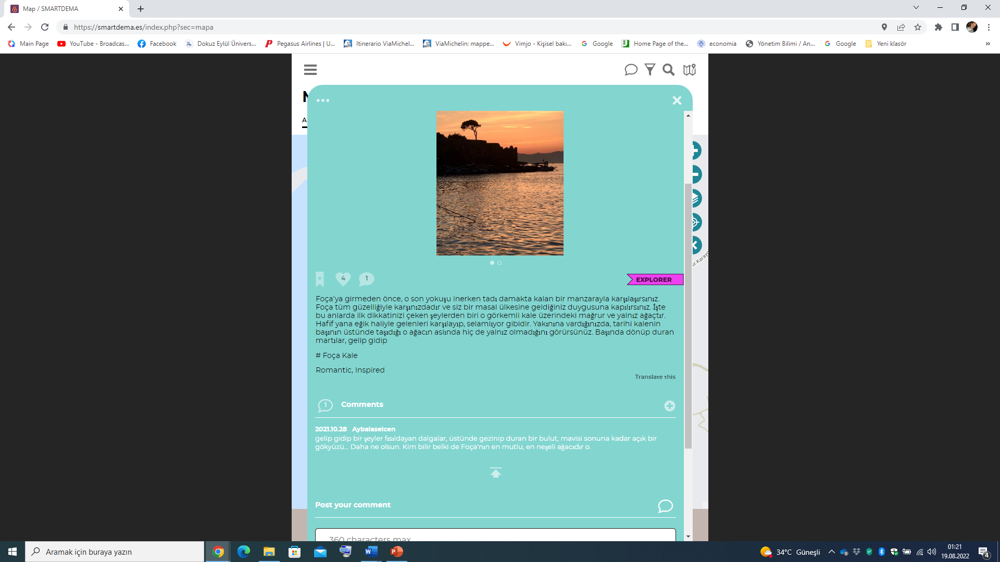 Map / SMARTDEMA
https://smartdema.es/index.php?sec=mapa
Main Page
YouTube - Broadcas...
Facebook
Dokuz Eylül Ünivers...
Pegasus Airlines | U...
Itinerario ViaMichel...
ViaMichelin: mappe...
Vimjo - Kişisel bakı...
Google
Home Page of the...
economia
Yönetim Bilimi / An...
Google
Yeni klasör
»
4
1
EXPLORER
Foça'ya girmeden önce, o son yokuşu inerken tadı damakta kalan bir manzarayla karşılaşırsınız.
Foça tüm güzelliğiyle karşınızdadır ve siz bir masal ülkesine geldiğiniz duygusuna kapılırsınız. İşte
bu anlarda ilk dikkatinizi çeken şeylerden biri o görkemli kale üzerindeki mağrur ve yalnız ağaçtır.
Hafif yana eğik haliyle gelenleri karşılayıp, selamlıyor gibidir. Yakınına vardığınızda, tarihi kalenin
başının üstünde taşıdığı o ağacın aslında hiç de yalnız olmadığını görürsünüz. Başında dönüp duran
martılar, gelip gidip
# Foça Kale
Romantic, Inspired
Translate this
1 Comments
2021.10.28 Aybalaselcen
gelip gidip bir şeyler fısıldayan dalgalar, üstünde gezinip duran bir bulut, mavisi sonuna kadar açık bir
gökyüzü... Daha ne olsun. Kim bilir belki de Foça'nın en mutlu, en neşeli ağacıdır o.
Post your comment
360 characters max
Aramak için buraya yazın
34°C Güneşli
01:21
19.08.2022
4